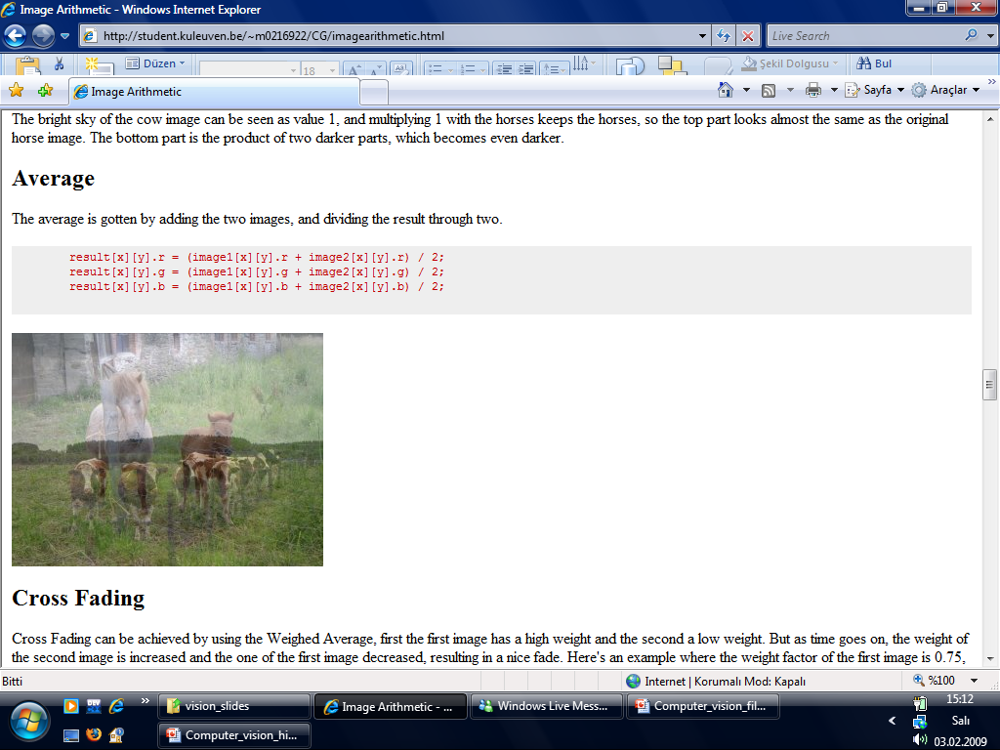 Image Arithmetic - Windows Internet Explorer
http://student.kuleuven.be/~m0216922/CG/imagearithmetic.html
Live Search
Düzen
18
Şekil Dolgusu
Bul
Image Arithmetic
Sayfa
Araçlar
The bright sky of the cow image can be seen as value 1, and multiplying 1 with the horses keeps the horses, so the top part looks almost the same as the original
horse image. The bottom part is the product of two darker parts, which becomes even darker.
Average
The average is gotten by adding the two images, and dividing the result through two.
result[x][y].r = (image1[x][y].r + image2[x][y].r) / 2;
result[x][y].g = (image1[x][y].g + image2[x][y].g) / 2;
result[x][y].b = (image1[x][y].b + image2[x][y].b) / 2;
Cross Fading
Cross Fading can be achieved by using the Weighed Average, first the first image has a high weight and the second a low weight. But as time goes on, the weight of
the second image is increased and the one of the first image decreased, resulting in a nice fade. Here's an example where the weight factor of the first image is 0.75,
Bitti
Internet | Korumalı Mod: Kapalı
%100
vision_slides
Image Arithmetic - ...
Windows Live Mess...
Computer_vision_fil...
15:12
Salı
Computer_vision_hi...
03.02.2009